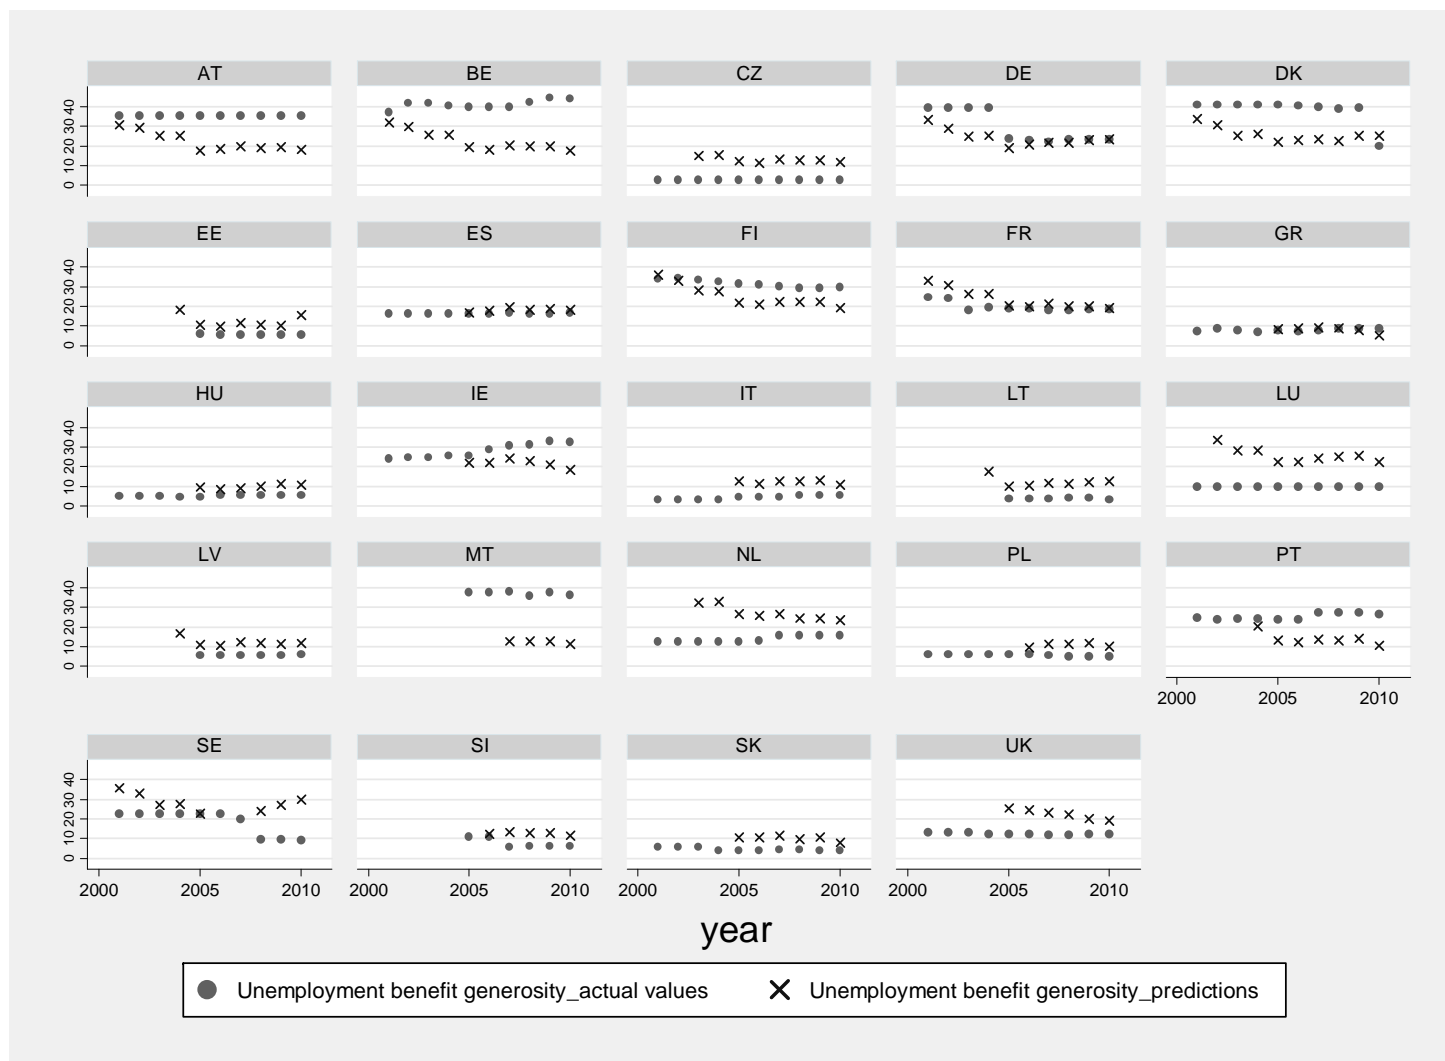 AT BE CZ DE DK
0 10 20 30 40
EE ES FI FR GR
0 10 20 30 40
HU IE IT LT LU
0 10 20 30 40
LV MT NL PL PT
0 10 20 30 40
2000 2005 2010
SE SI SK UK
0 10 20 30 40
2000 2005 2010 2000 2005 2010 2000 2005 2010 2000 2005 2010
year
Unemployment benefit generosity_actual values Unemployment benefit generosity_predictions